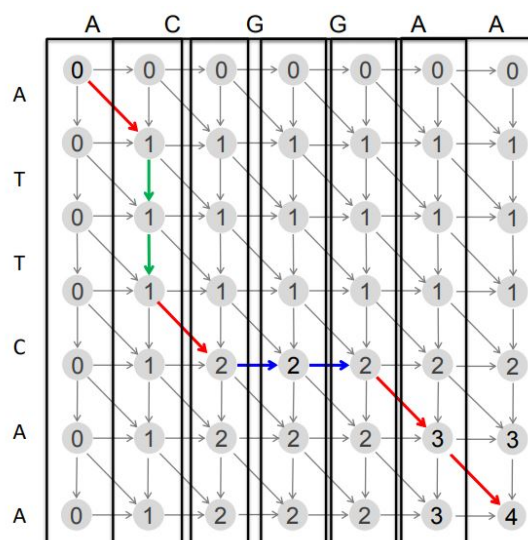 A C G G A A
0 0 0 0 0 0 0
A
0 1 1 1 1 1 1
T
0 1 1 1 1 1 1
T
0 1 1 1 1 1 1
C
0 1 2 2 2 2 2
A
0 1 2 2 2 3 3
A
0 1 2 2 2 3 4